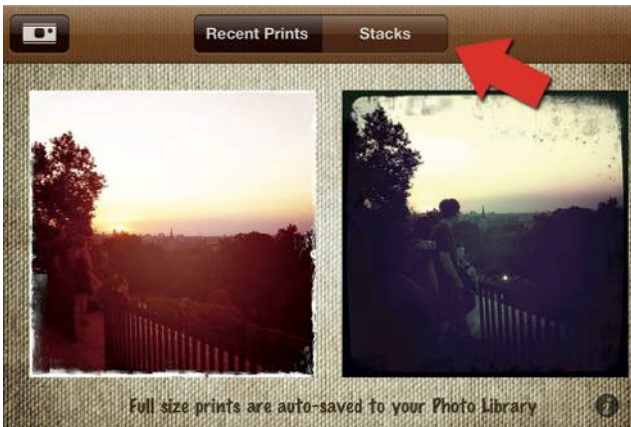 Recent Prints Stacks
Full size prints are auto-saved to your Photo Library
i